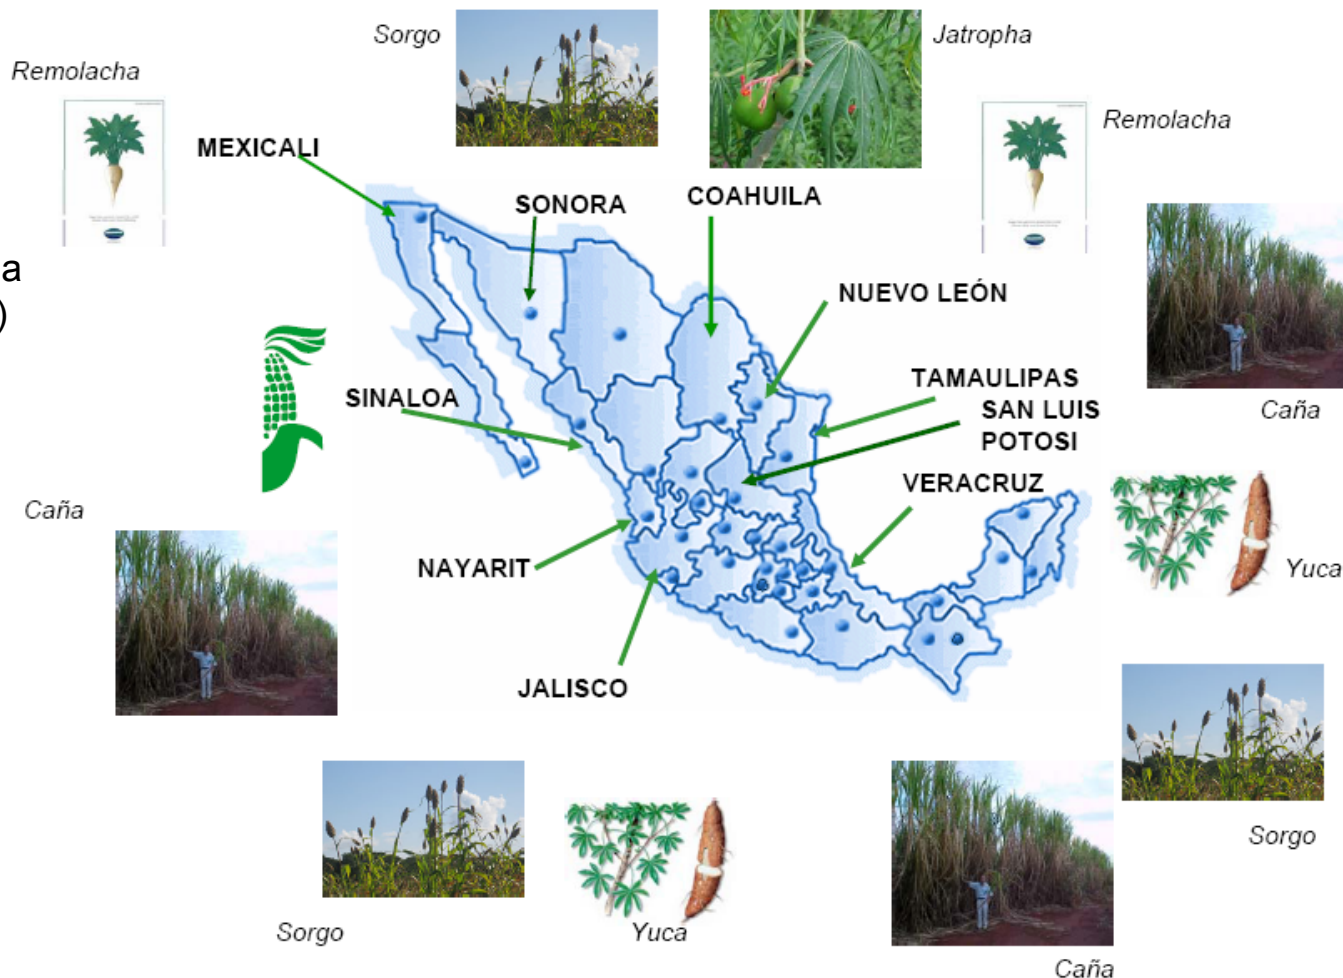 Sorgo
Jatropha
Remolacha
Remolacha
MEXICALI
SONORA
COAHUILA
a
)
NUEVO LEÓN
TAMAULIPAS
SINALOA
SAN LUIS
POTOSI
Caña
VERACRUZ
Caña
NAYARIT
Yuca
JALISCO
Sorgo
Sorgo
Yuca
Caña